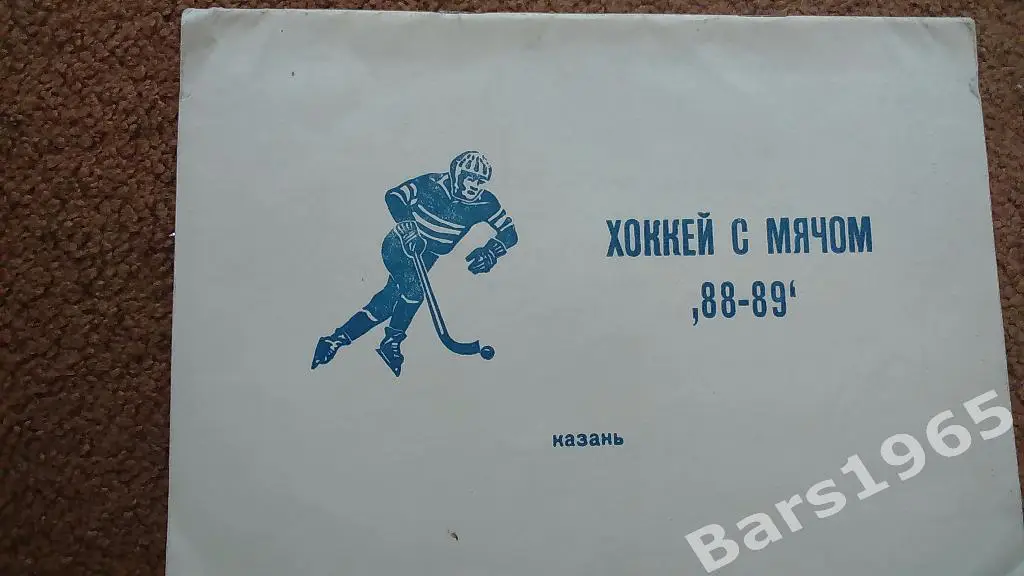 ХОККЕЙ С МЯЧОМ
‚88-89‘
казань
Bars1965